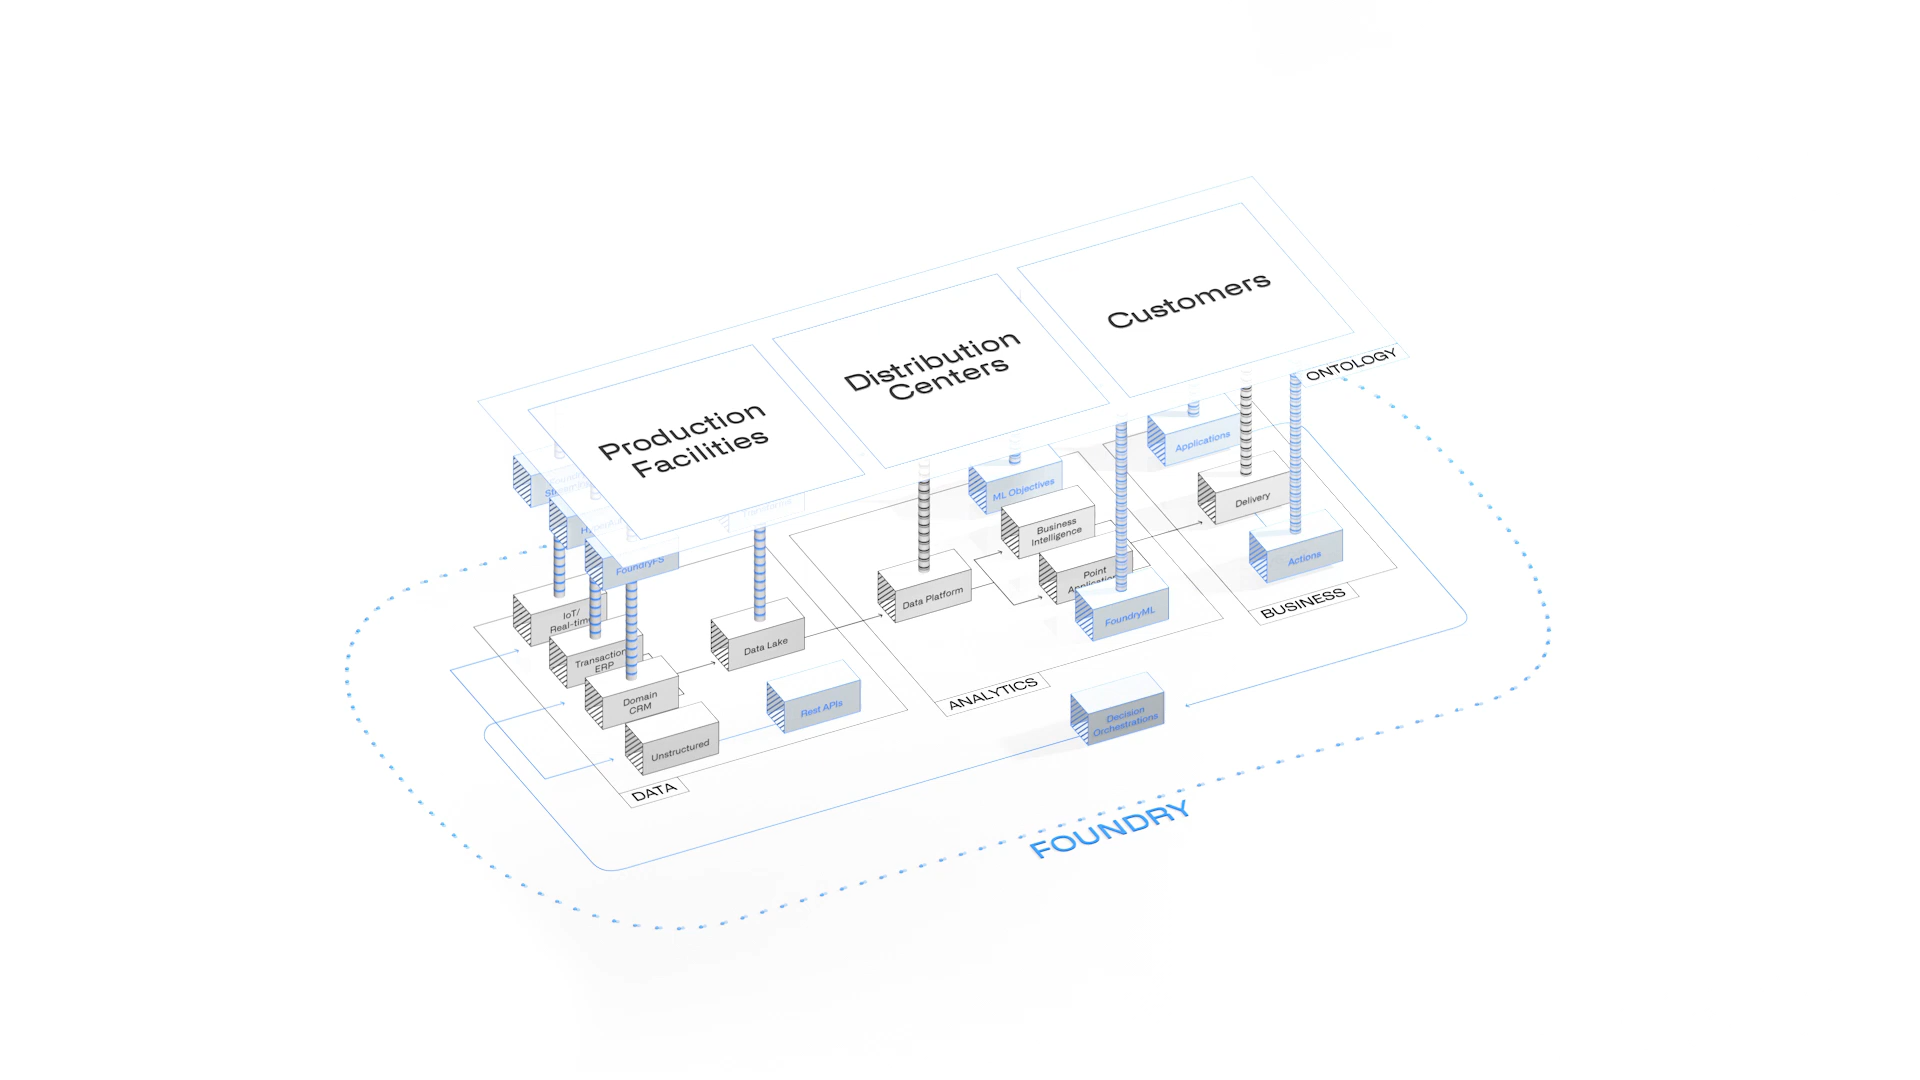 Customers
Distribution
Centers
Production
Facilities
ONTOLOGY
Applications
ML Objectives
Delivery
Business
Intelligence
Actions
Point
FoundryFS
Data Platform
BUSINESS
IoT/
FoundryML
Data Lake
ERP
Domain
CRM
ANALYTICS
Rest APIs
Decision
Orchestrations
Unstructured
DATA
FOUNDRY